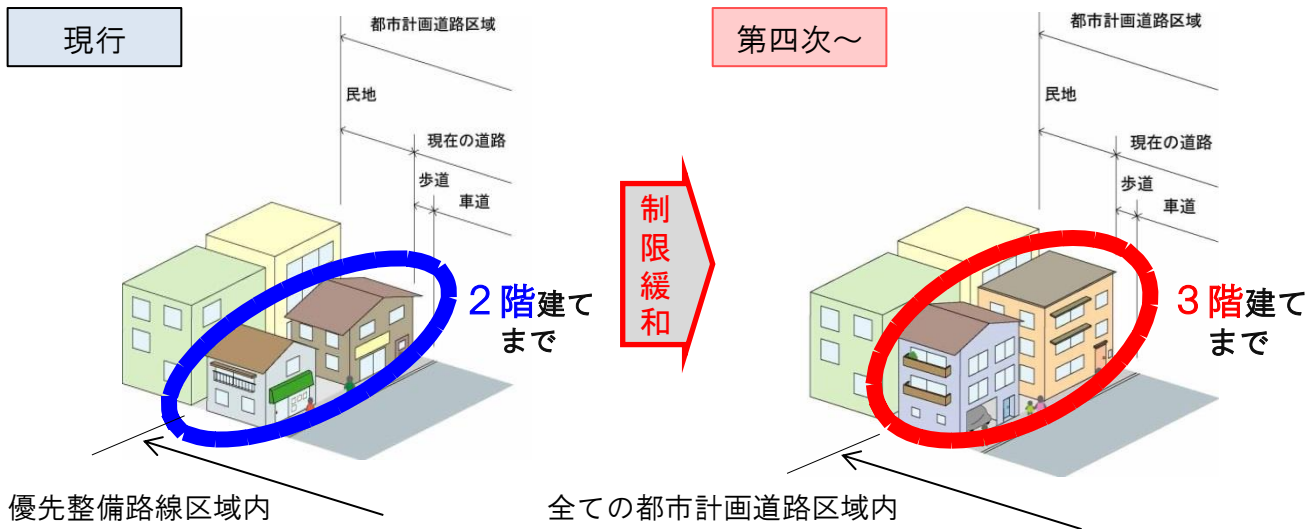 現行
都市計画道路区域
民地
現在の道路
歩道
車道
2階建て
まで
優先整備路線区域内
制限緩和
第四次～
都市計画道路区域
民地
現在の道路
歩道
車道
3階建て
まで
全ての都市計画道路区域内